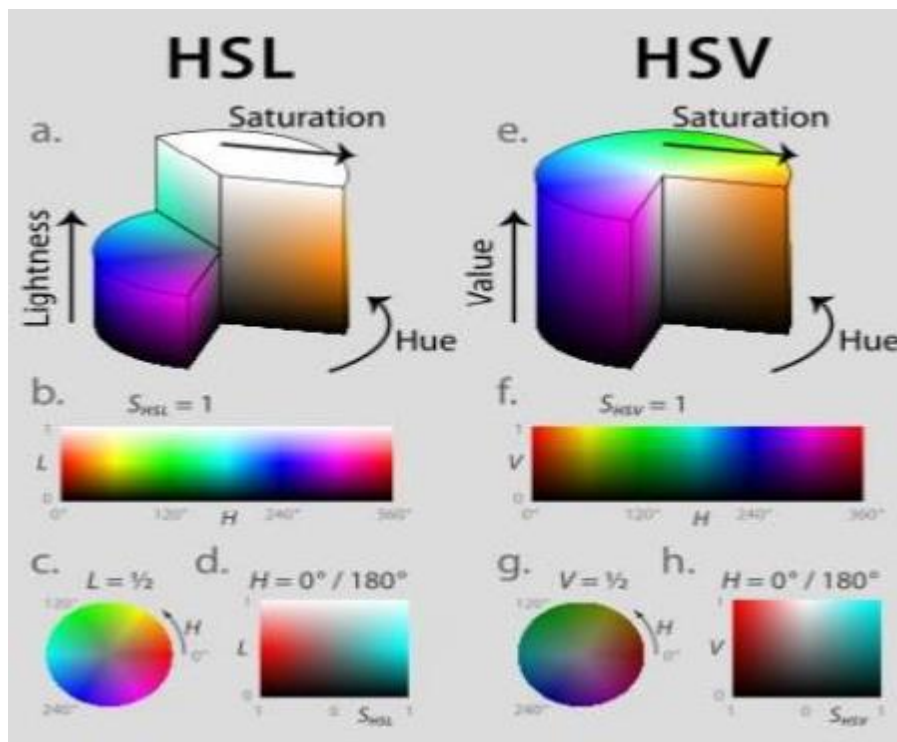 HSL
HSV
a.
Saturation
Lightness
Hue
e.
Saturation
Value
Hue
b.
S_HSL = 1
1
L
0
0°
120°
H
240°
360°
f.
S_HSV = 1
1
V
0
0°
120°
H
240°
360°
c.
L = ½
120°
H
0°
240°
d.
H = 0° / 180°
1
L
0
1
0
S_HSL
1
g.
V = ½
120°
H
0°
240°
h.
H = 0° / 180°
1
V
0
1
0
S_HSV
1